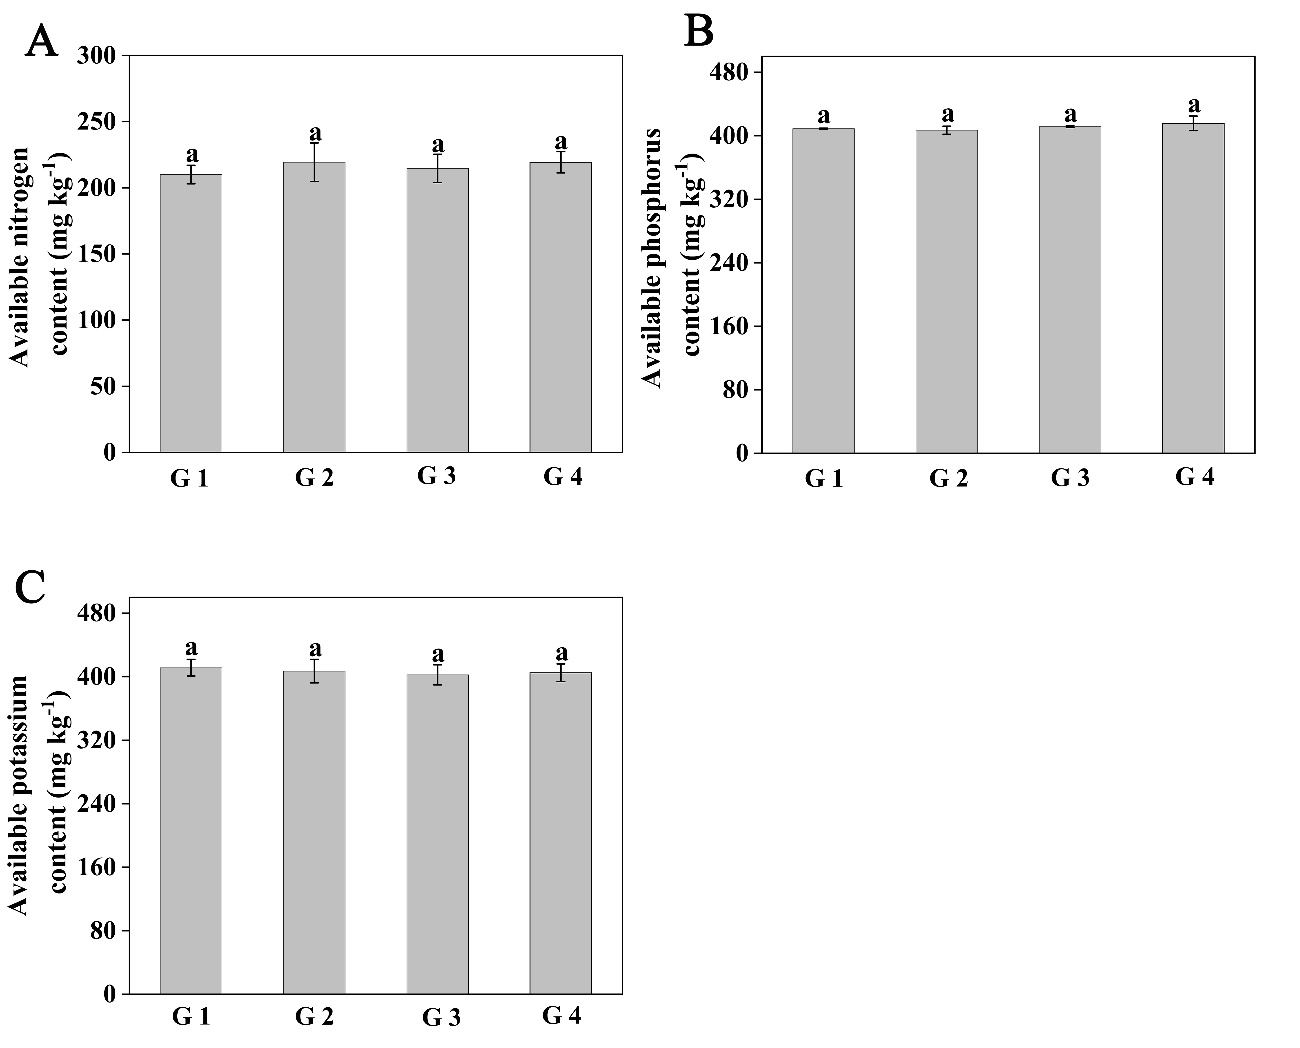 A
300
250
200
150
100
50
0
Available nitrogen
content (mg kg⁻¹)
a a a a
G 1 G 2 G 3 G 4
B
480
400
320
240
160
80
0
Available phosphorus
content (mg kg⁻¹)
a a a a
G 1 G 2 G 3 G 4
C
480
400
320
240
160
80
0
Available potassium
content (mg kg⁻¹)
a a a a
G 1 G 2 G 3 G 4